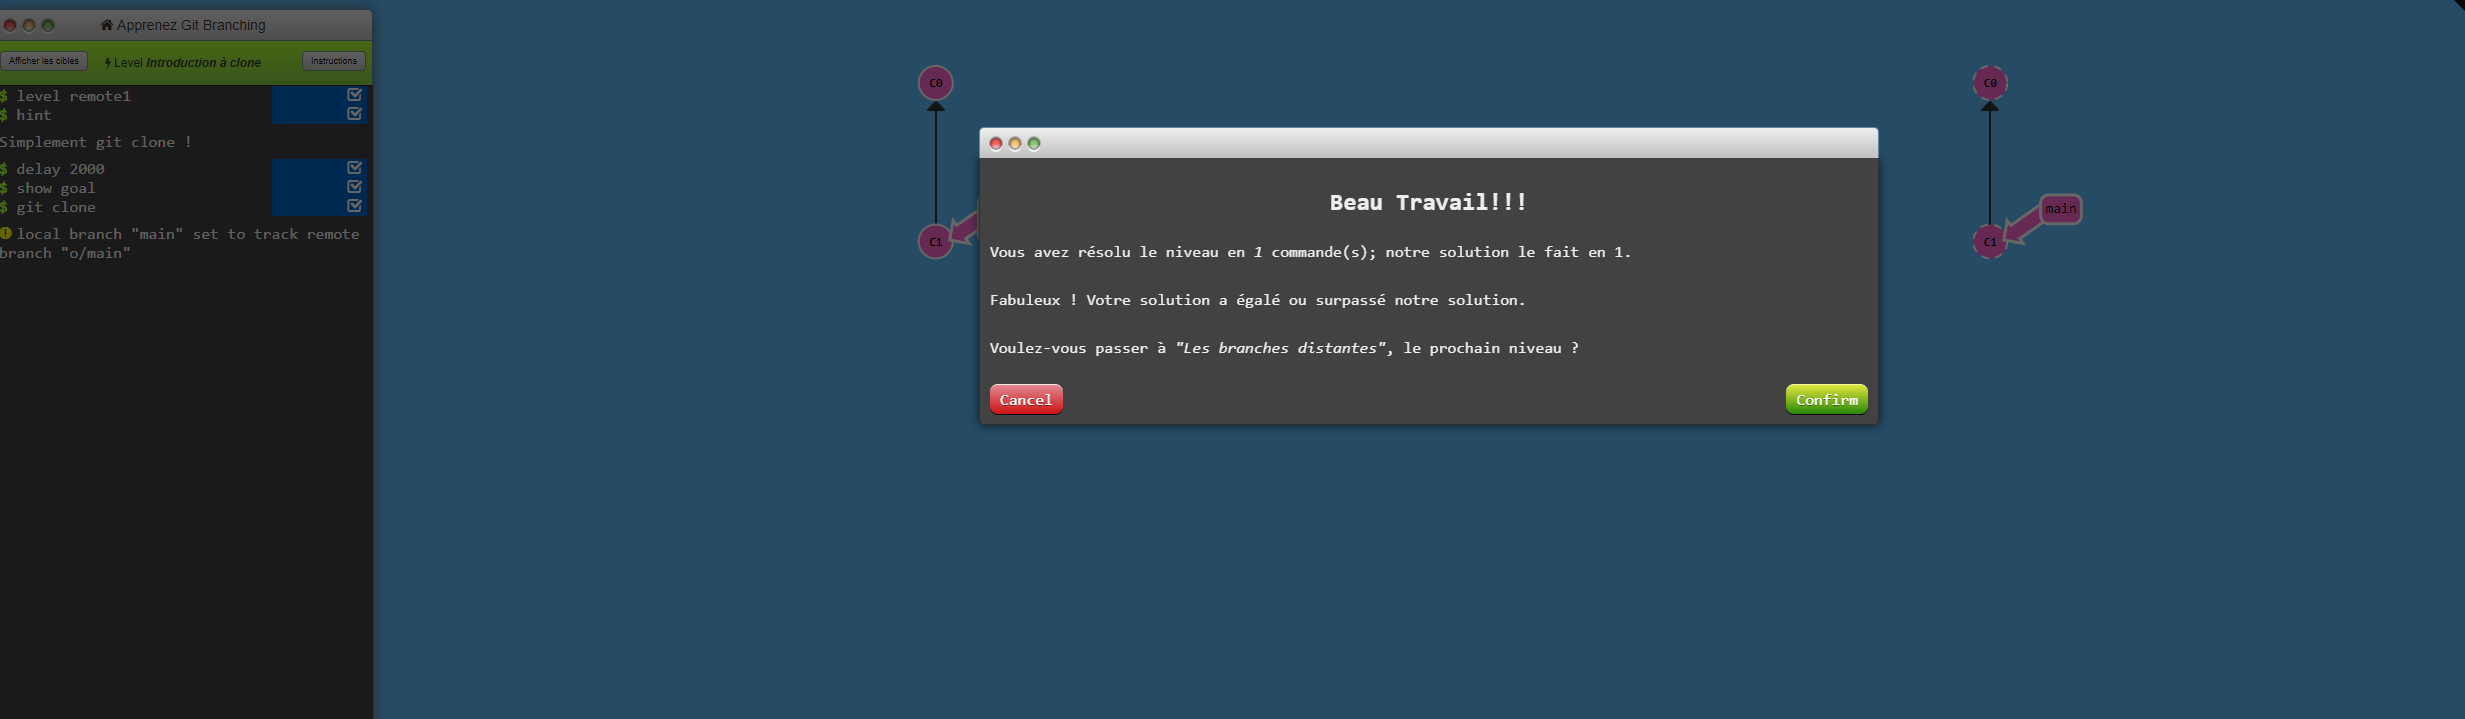 Apprenez Git Branching
Afficher les cibles
Level Introduction à clone
Instructions
$ level remote1
$ hint
Simplement git clone !
$ delay 2000
$ show goal
$ git clone
local branch "main" set to track remote
branch "o/main"
C0
C1
Beau Travail!!!
Vous avez résolu le niveau en 1 commande(s); notre solution le fait en 1.
Fabuleux ! Votre solution a égalé ou surpassé notre solution.
Voulez-vous passer à "Les branches distantes", le prochain niveau ?
Cancel
Confirm
C0
main
C1